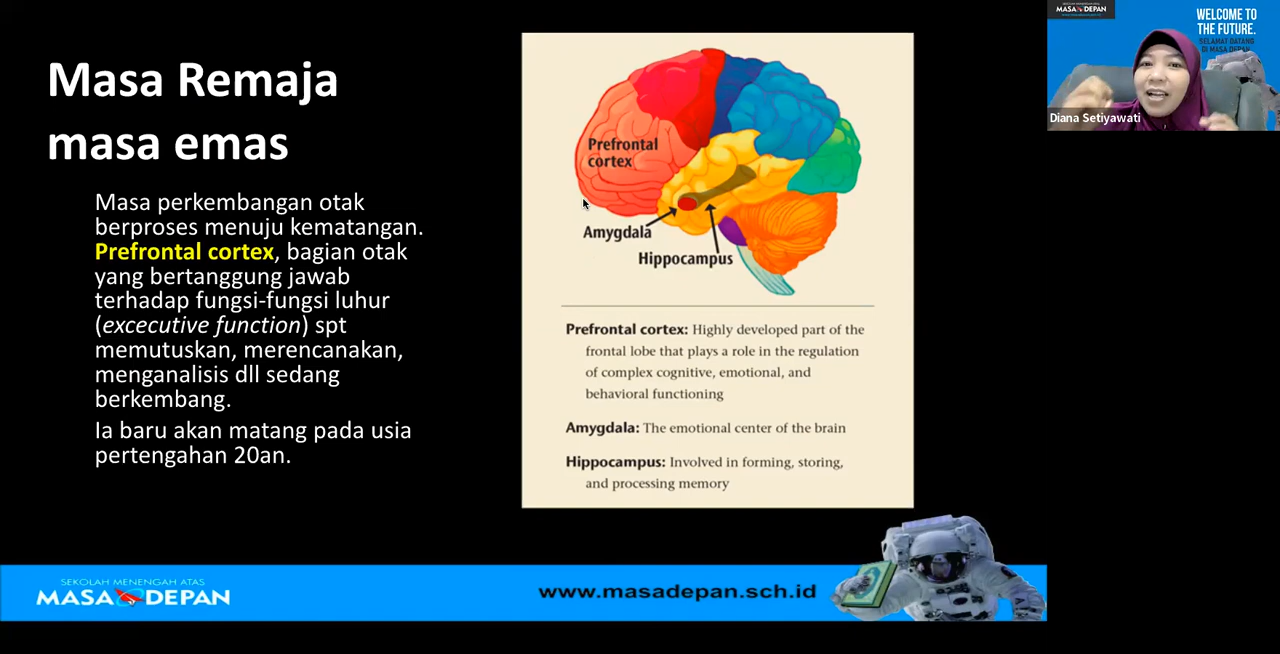 Masa Remaja
masa emas
Masa perkembangan otak
berproses menuju kematangan.
Prefrontal cortex, bagian otak
yang bertanggung jawab
terhadap fungsi-fungsi luhur
(excecutive function) spt
memutuskan, merencanakan,
menganalisis dll sedang
berkembang.
Ia baru akan matang pada usia
pertengahan 20an.
Prefrontal
cortex
Amygdala
Hippocampus
Prefrontal cortex: Highly developed part of the
frontal lobe that plays a role in the regulation
of complex cognitive, emotional, and
behavioral functioning
Amygdala: The emotional center of the brain
Hippocampus: Involved in forming, storing,
and processing memory
SEKOLAH MENENGAH ATAS
MASA DEPAN
www.masadepan.sch.id
MASA DEPAN
WELCOME TO
THE FUTURE.
SELAMAT DATANG
DI MASA DEPAN
Diana Setiyawati